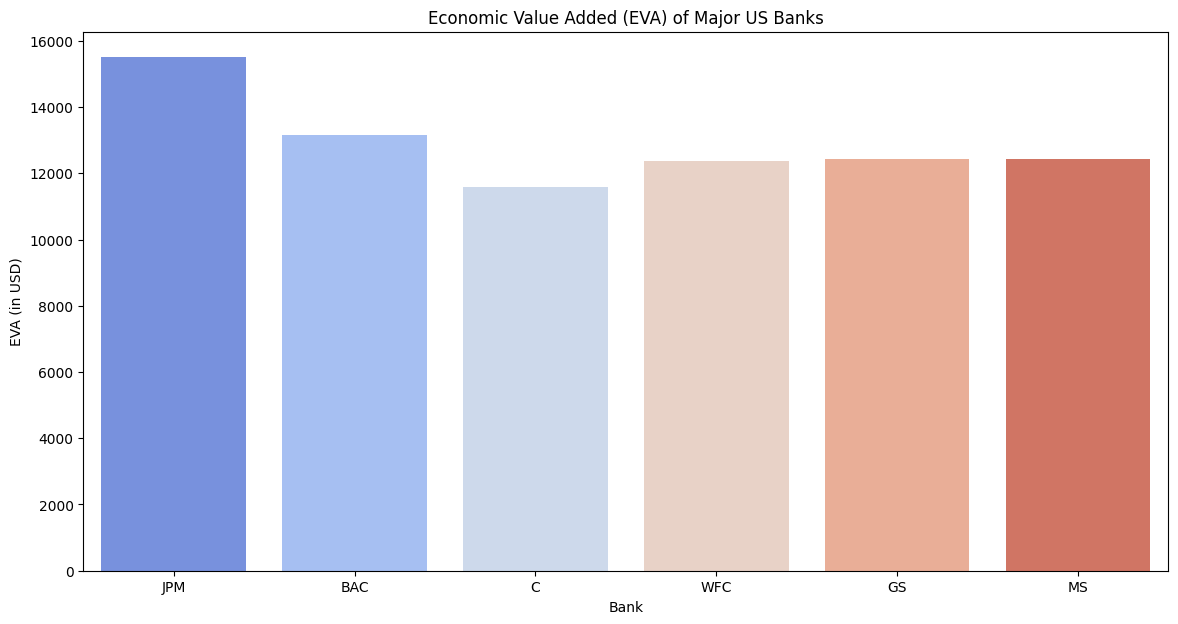 Economic Value Added (EVA) of Major US Banks
16000
14000
12000
10000
8000
6000
4000
2000
0
EVA (in USD)
JPM BAC C WFC GS MS
Bank